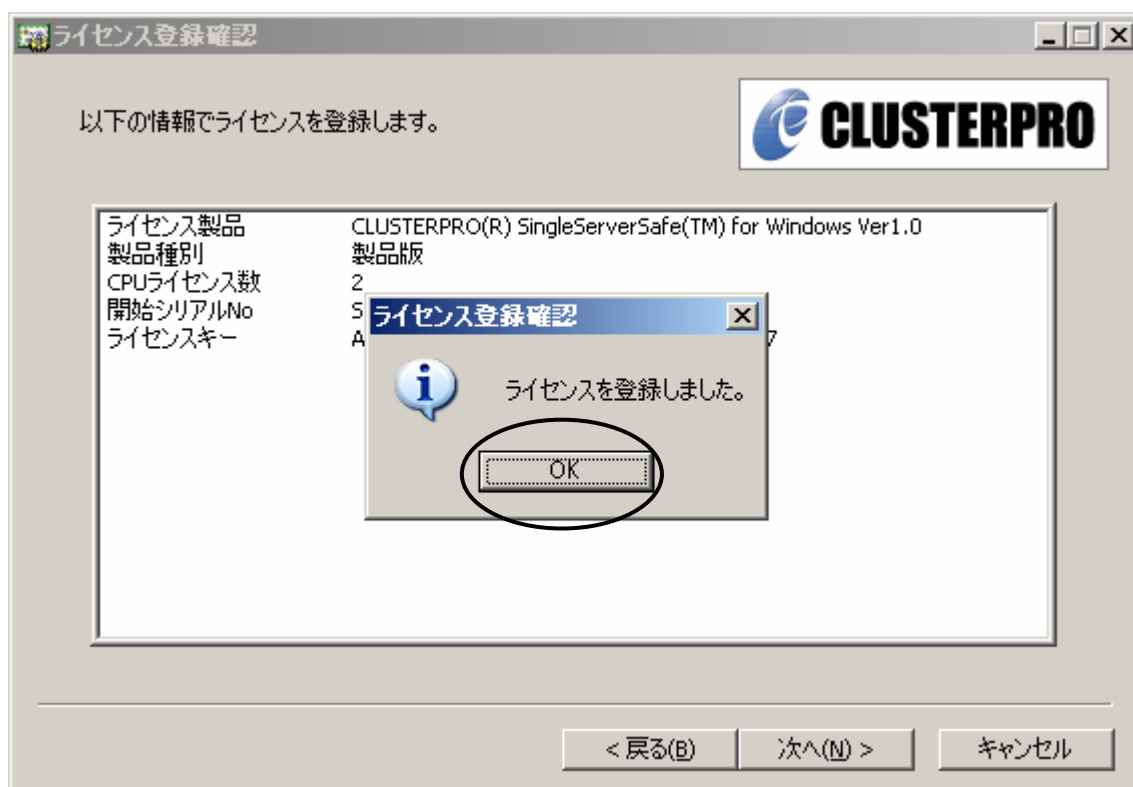 ライセンス登録確認
以下の情報でライセンスを登録します。
CLUSTERPRO
ライセンス製品 CLUSTERPRO(R) SingleServerSafe(TM) for Windows Ver1.0
製品種別 製品版
CPUライセンス数 2
開始シリアルNo S
ライセンスキー A 7
ライセンス登録確認
ライセンスを登録しました。
OK
< 戻る(B)
次へ(N) >
キャンセル